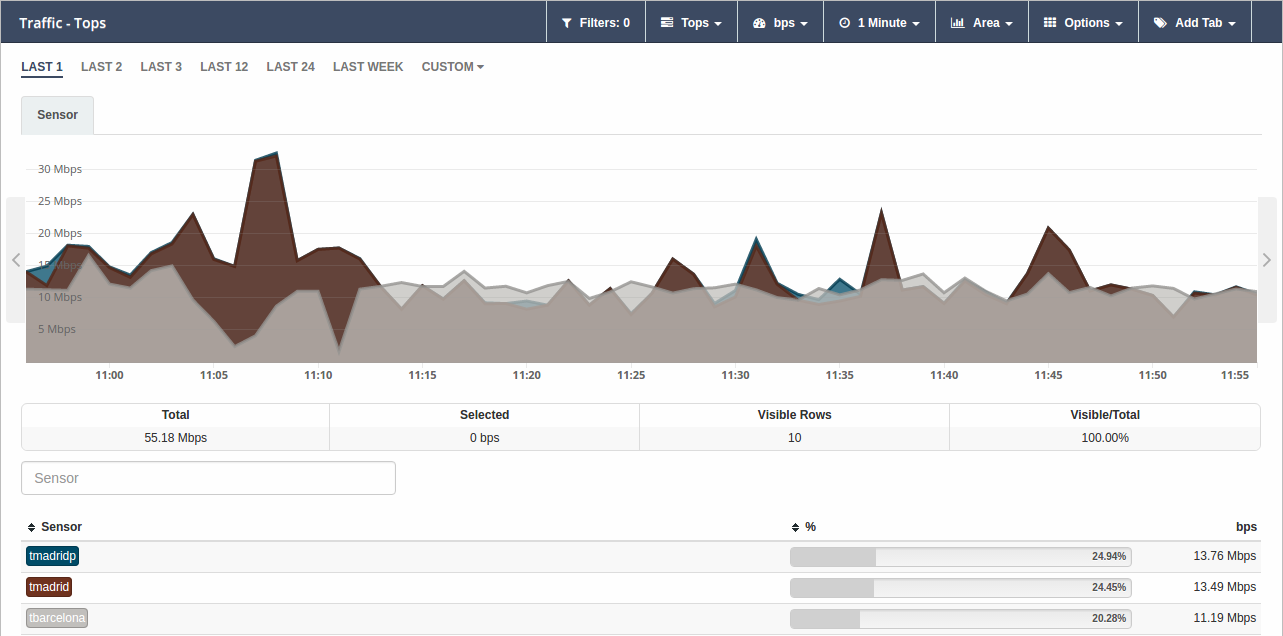 Traffic - Tops
Filters: 0
Tops
bps
1 Minute
Area
Options
Add Tab
LAST 1 LAST 2 LAST 3 LAST 12 LAST 24 LAST WEEK CUSTOM
Sensor
30 Mbps
25 Mbps
20 Mbps
15 Mbps
10 Mbps
5 Mbps
11:00 11:05 11:10 11:15 11:20 11:25 11:30 11:35 11:40 11:45 11:50 11:55
Total Selected Visible Rows Visible/Total
55.18 Mbps 0 bps 10 100.00%
Sensor
Sensor % bps
tmadridp 24.94% 13.76 Mbps
tmadrid 24.45% 13.49 Mbps
tbarcelona 20.28% 11.19 Mbps